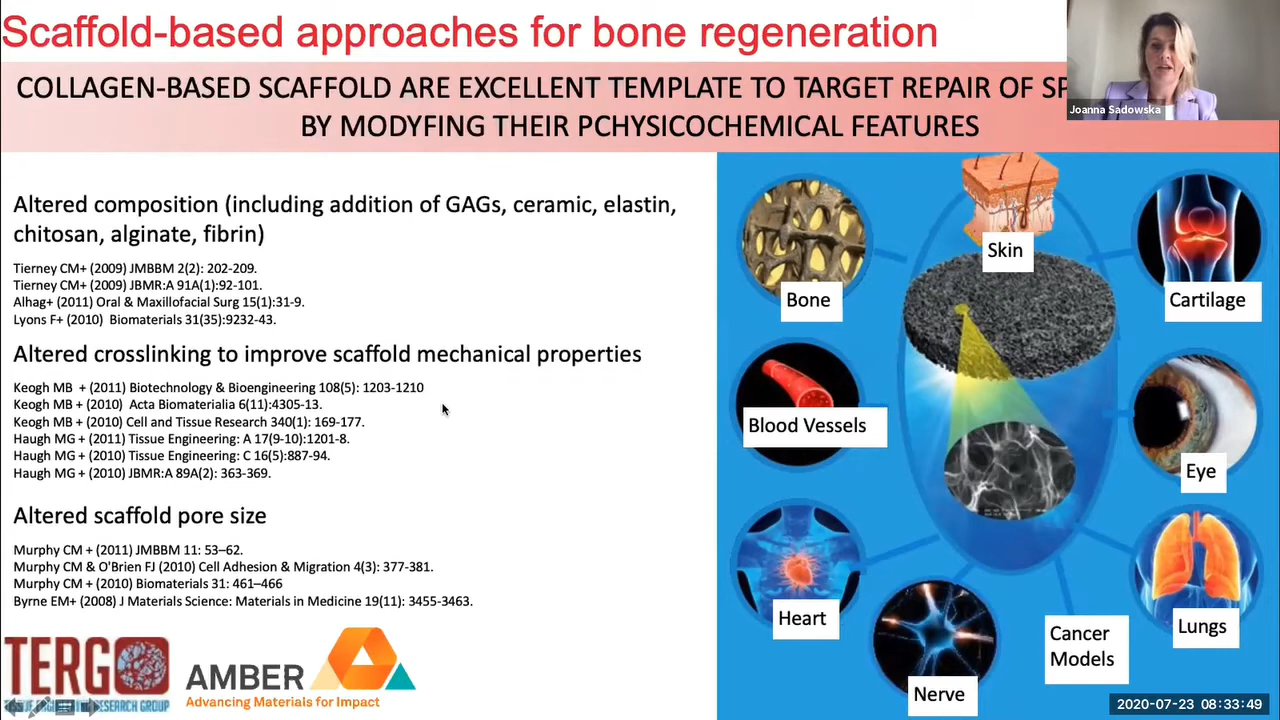 Scaffold-based approaches for bone regeneration
COLLAGEN-BASED SCAFFOLD ARE EXCELLENT TEMPLATE TO TARGET REPAIR OF
BY MODYFING THEIR PCHYSICOCHEMICAL FEATURES
Joanna Sadowska
Altered composition (including addition of GAGs, ceramic, elastin,
chitosan, alginate, fibrin)
Tierney CM+ (2009) JMBBM 2(2): 202-209.
Tierney CM+ (2009) JBMR:A 91A(1):92-101.
Alhag+ (2011) Oral & Maxillofacial Surg 15(1):31-9.
Lyons F+ (2010) Biomaterials 31(35):9232-43.
Altered crosslinking to improve scaffold mechanical properties
Keogh MB + (2011) Biotechnology & Bioengineering 108(5): 1203-1210
Keogh MB + (2010) Acta Biomaterialia 6(11):4305-13.
Keogh MB + (2010) Cell and Tissue Research 340(1): 169-177.
Haugh MG + (2011) Tissue Engineering: A 17(9-10):1201-8.
Haugh MG + (2010) Tissue Engineering: C 16(5):887-94.
Haugh MG + (2010) JBMR:A 89A(2): 363-369.
Altered scaffold pore size
Murphy CM + (2011) JMBBM 11: 53–62.
Murphy CM & O'Brien FJ (2010) Cell Adhesion & Migration 4(3): 377-381.
Murphy CM + (2010) Biomaterials 31: 461–466
Byrne EM+ (2008) J Materials Science: Materials in Medicine 19(11): 3455-3463.
TERG
ENGINEERING RESEARCH GROUP
AMBER
Advancing Materials for Impact
Skin
Bone
Cartilage
Blood Vessels
Eye
Heart
Lungs
Cancer
Models
Nerve
2020-07-23 08:33:49